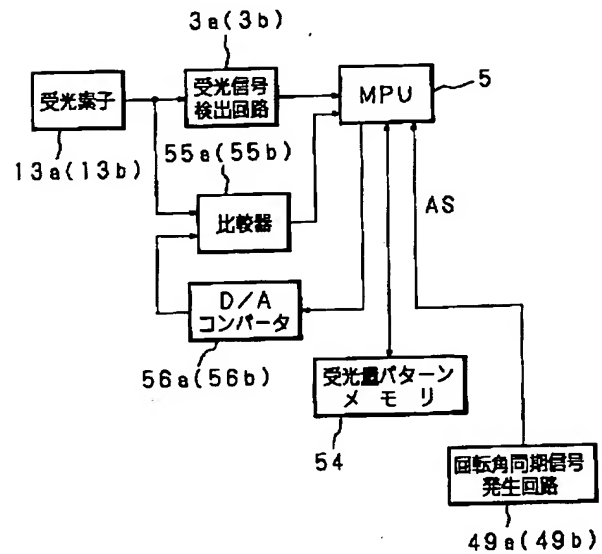 3a(3b)
受光素子
受光信号
検出回路
MPU
5
13a(13b)
55a(55b)
比較器
AS
D/A
コンバータ
56a(56b)
受光量パターン
メモリ
54
回転角同期信号
発生回路
49a(49b)